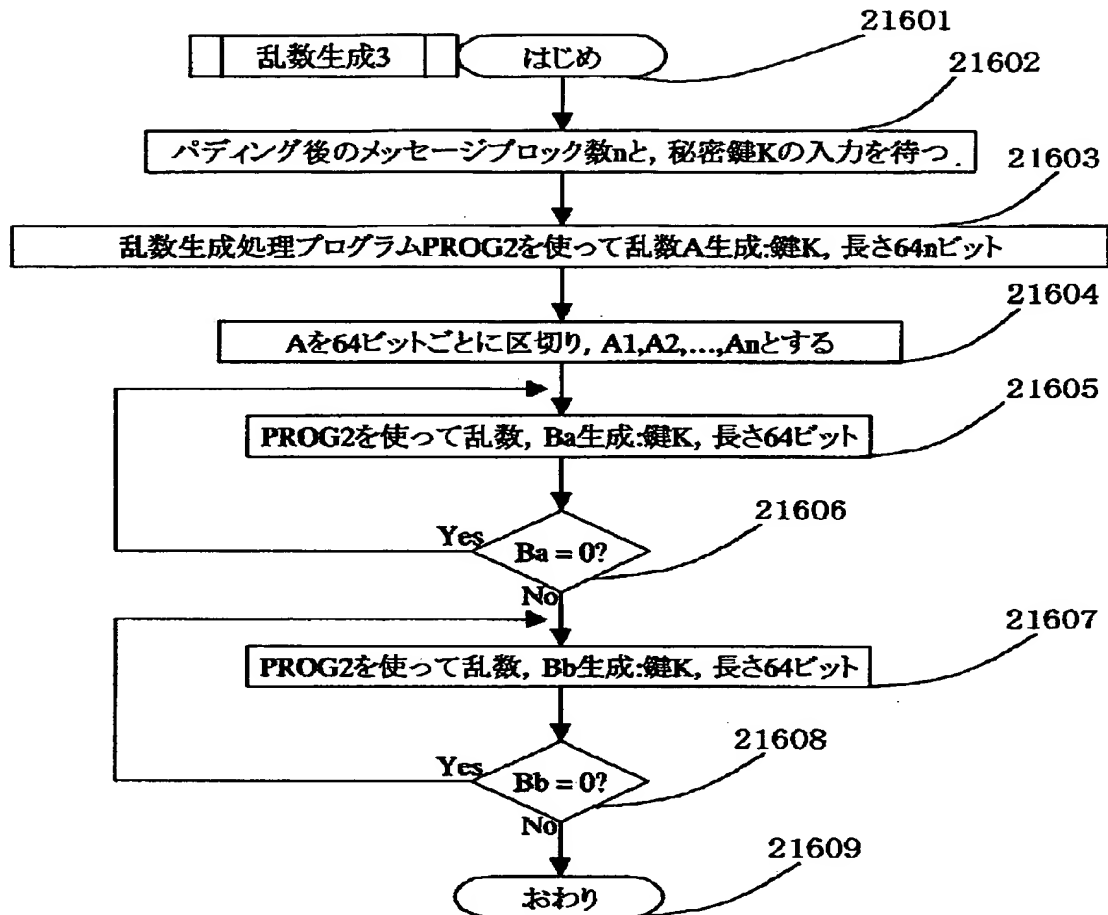 21601
乱数生成3
はじめ
21602
パディング後のメッセージブロック数nと, 秘密鍵Kの入力を待つ.
21603
乱数生成処理プログラムPROG2を使って乱数A生成:鍵K, 長さ64nビット
21604
Aを64ビットごとに区切り, A1,A2,...,Anとする
21605
PROG2を使って乱数, Ba生成:鍵K, 長さ64ビット
21606
Yes
Ba = 0?
No
21607
PROG2を使って乱数, Bb生成:鍵K, 長さ64ビット
21608
Yes
Bb = 0?
No
21609
おわり